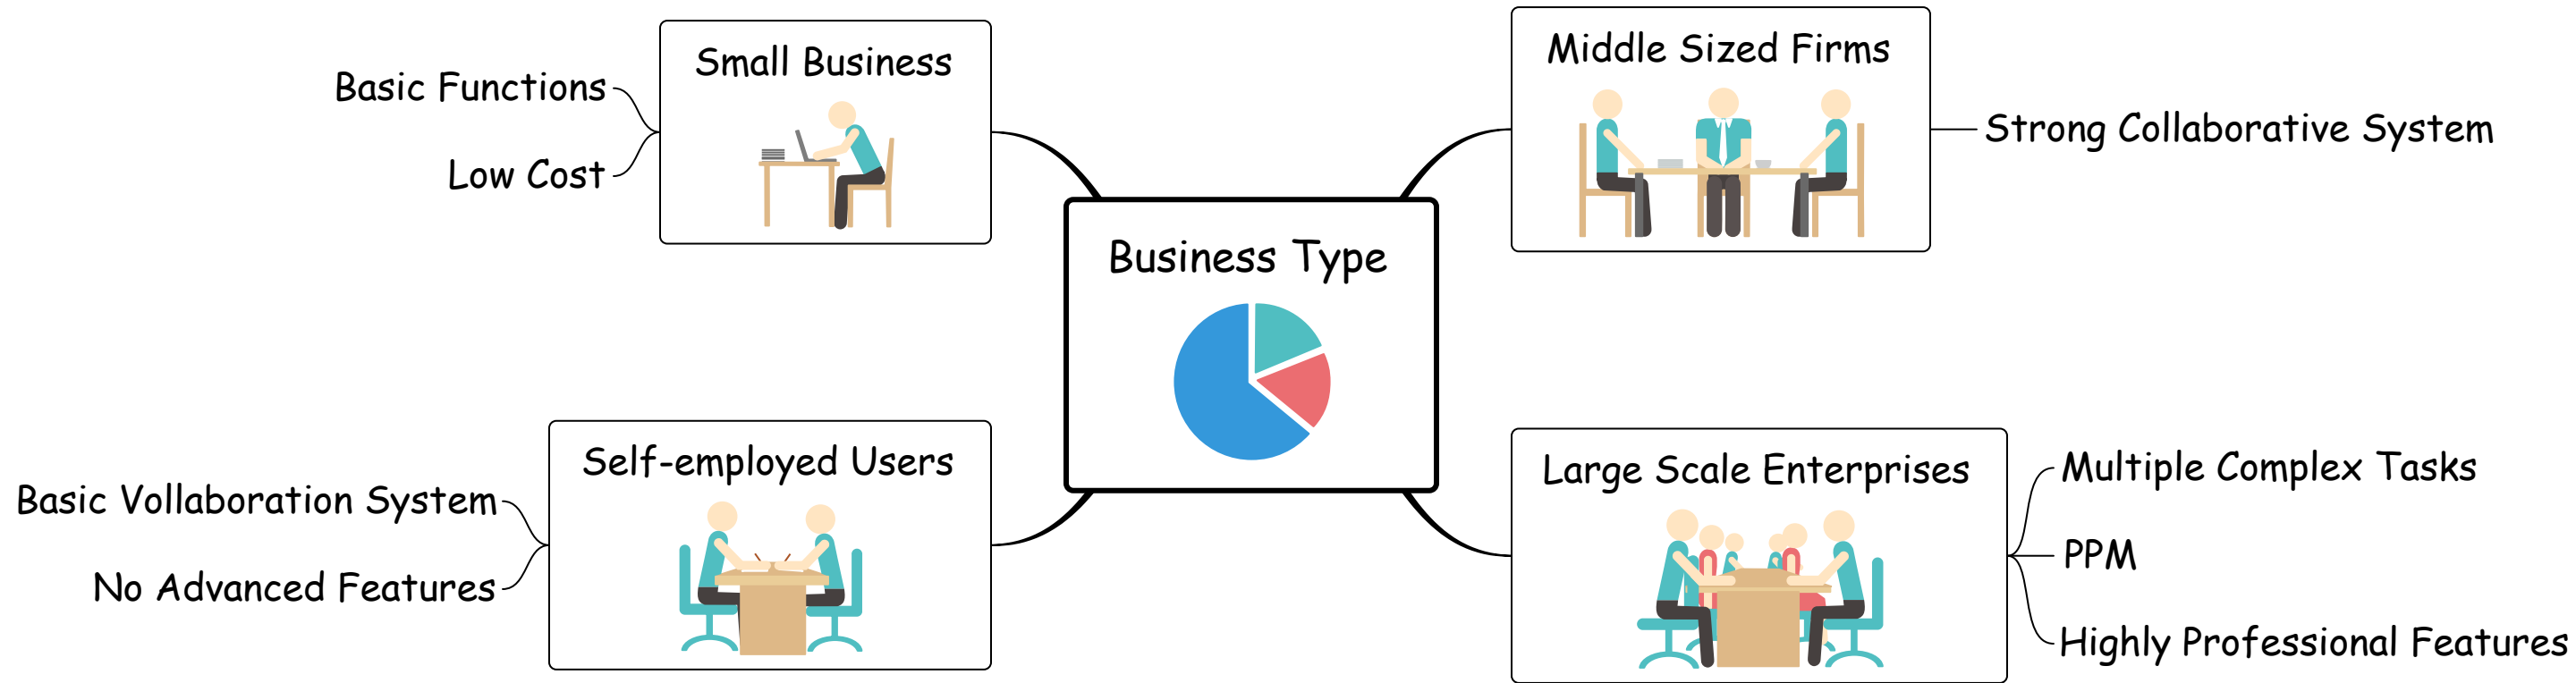 Small Business
Basic Functions
Low Cost
Middle Sized Firms
Strong Collaborative System
Business Type
Self-employed Users
Basic Vollaboration System
No Advanced Features
Large Scale Enterprises
Multiple Complex Tasks
PPM
Highly Professional Features